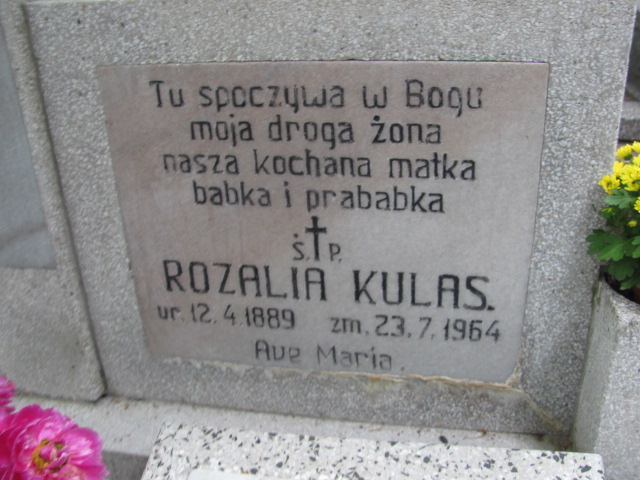 Tu spoczywa w Bogu
moja droga żona
nasza kochana matka
babka i prababka
Ś.†P.
ROZALIA KULAS.
ur. 12.4.1889 zm. 23.7.1964
Ave Maria.